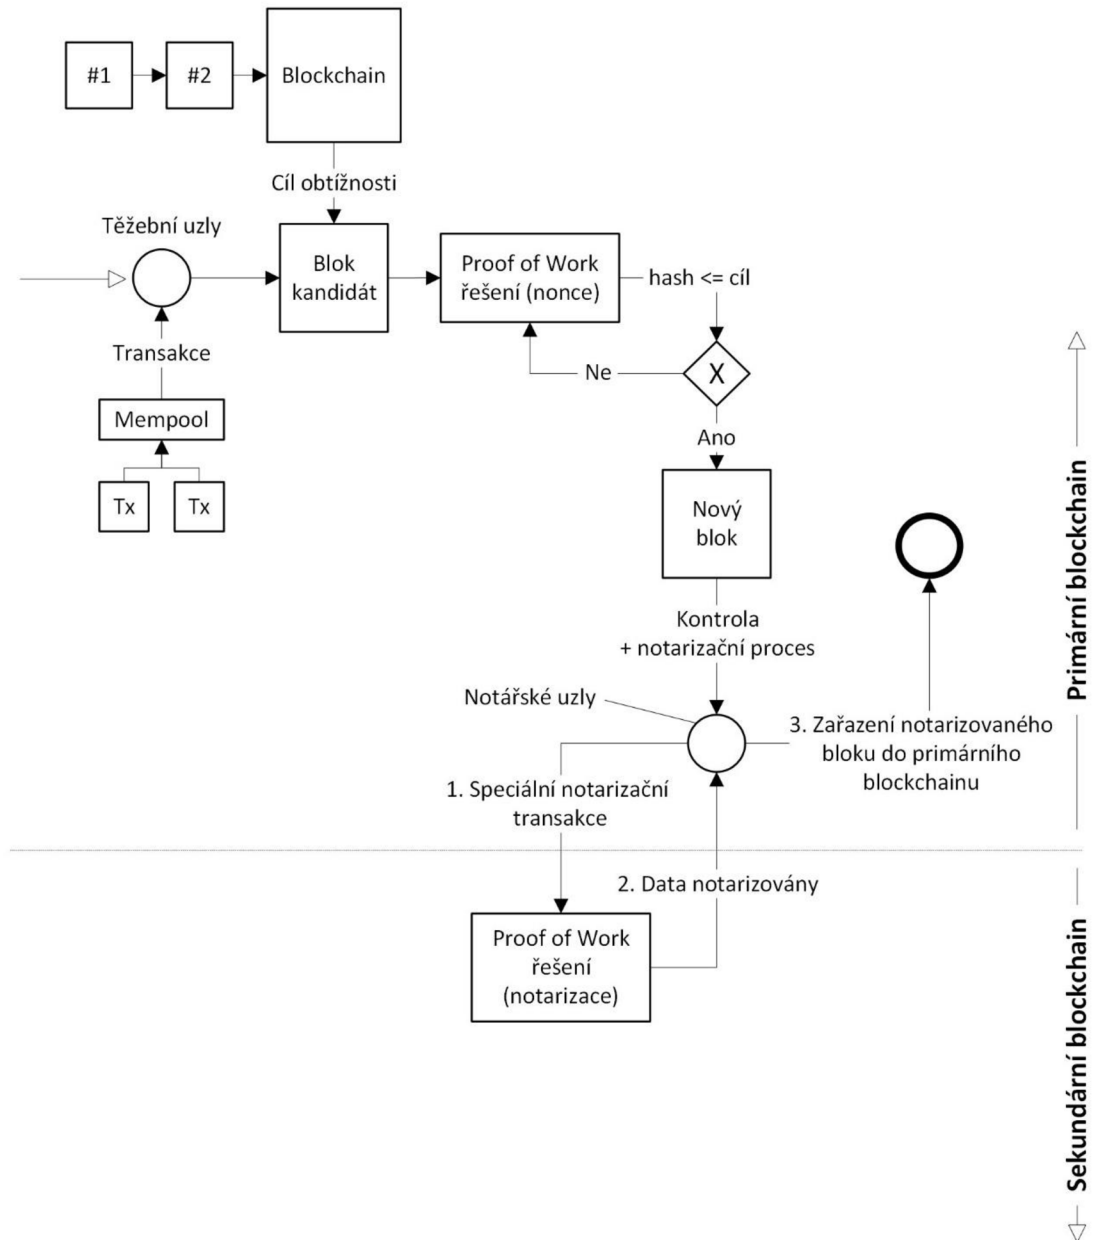 #1
#2
Blockchain
Cíl obtížnosti
Těžební uzly
Blok
kandidát
Proof of Work
řešení (nonce)
hash <= cíl
Transakce
Ne
X
Mempool
Ano
Tx
Tx
Nový
blok
Kontrola
+ notarizační proces
Notářské uzly
3. Zařazení notarizovaného
bloku do primárního
blockchainu
1. Speciální notarizační
transakce
2. Data notarizovány
Proof of Work
řešení
(notarizace)
Primární blockchain
Sekundární blockchain